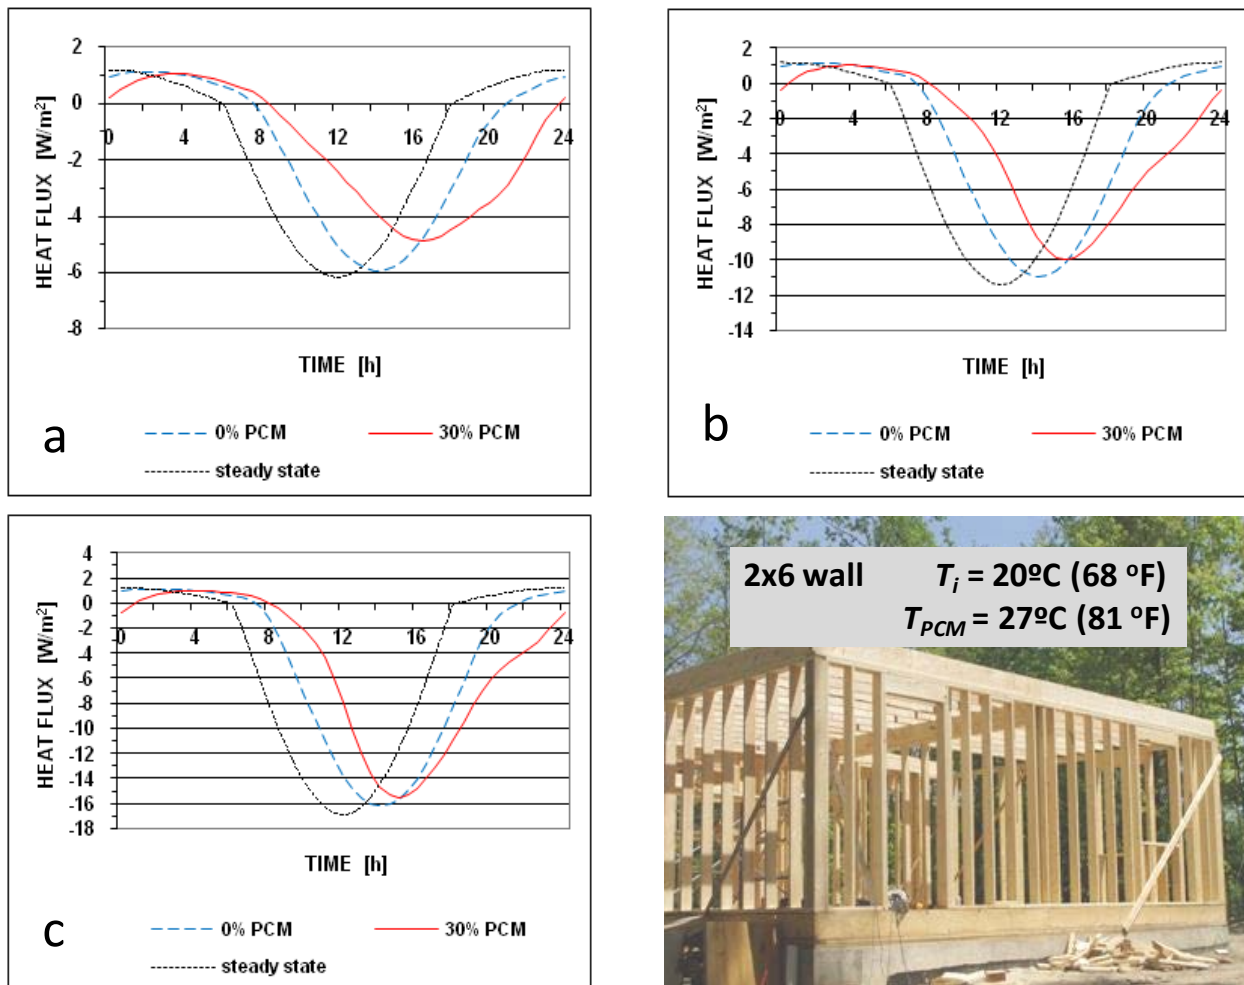 2
0
-2
-4
-6
-8
0 4 8 12 16 20 24
HEAT FLUX [W/m²]
TIME [h]
a
0% PCM 30% PCM
steady state
2
0
-2
-4
-6
-8
-10
-12
-14
0 4 8 12 16 20 24
HEAT FLUX [W/m²]
TIME [h]
b
0% PCM 30% PCM
steady state
4
2
0
-2
-4
-6
-8
-10
-12
-14
-16
-18
0 4 8 12 16 20 24
HEAT FLUX [W/m²]
TIME [h]
c
0% PCM 30% PCM
steady state
2x6 wall Ti = 20ºC (68 ºF)
TPCM = 27ºC (81 ºF)